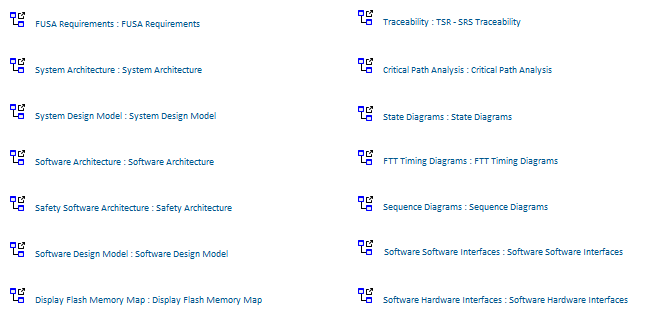 FUSA Requirements : FUSA Requirements
System Architecture : System Architecture
System Design Model : System Design Model
Software Architecture : Software Architecture
Safety Software Architecture : Safety Architecture
Software Design Model : Software Design Model
Display Flash Memory Map : Display Flash Memory Map
Traceability : TSR - SRS Traceability
Critical Path Analysis : Critical Path Analysis
State Diagrams : State Diagrams
FTT Timing Diagrams : FTT Timing Diagrams
Sequence Diagrams : Sequence Diagrams
Software Software Interfaces : Software Software Interfaces
Software Hardware Interfaces : Software Hardware Interfaces